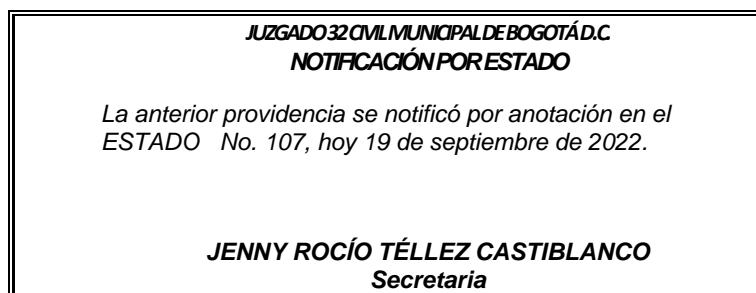 JUZGADO 32 CIVIL MUNICIPAL DE BOGOTÁ D.C.
NOTIFICACIÓN POR ESTADO
La anterior providencia se notificó por anotación en el
ESTADO No. 107, hoy 19 de septiembre de 2022.
JENNY ROCÍO TÉLLEZ CASTIBLANCO
Secretaria